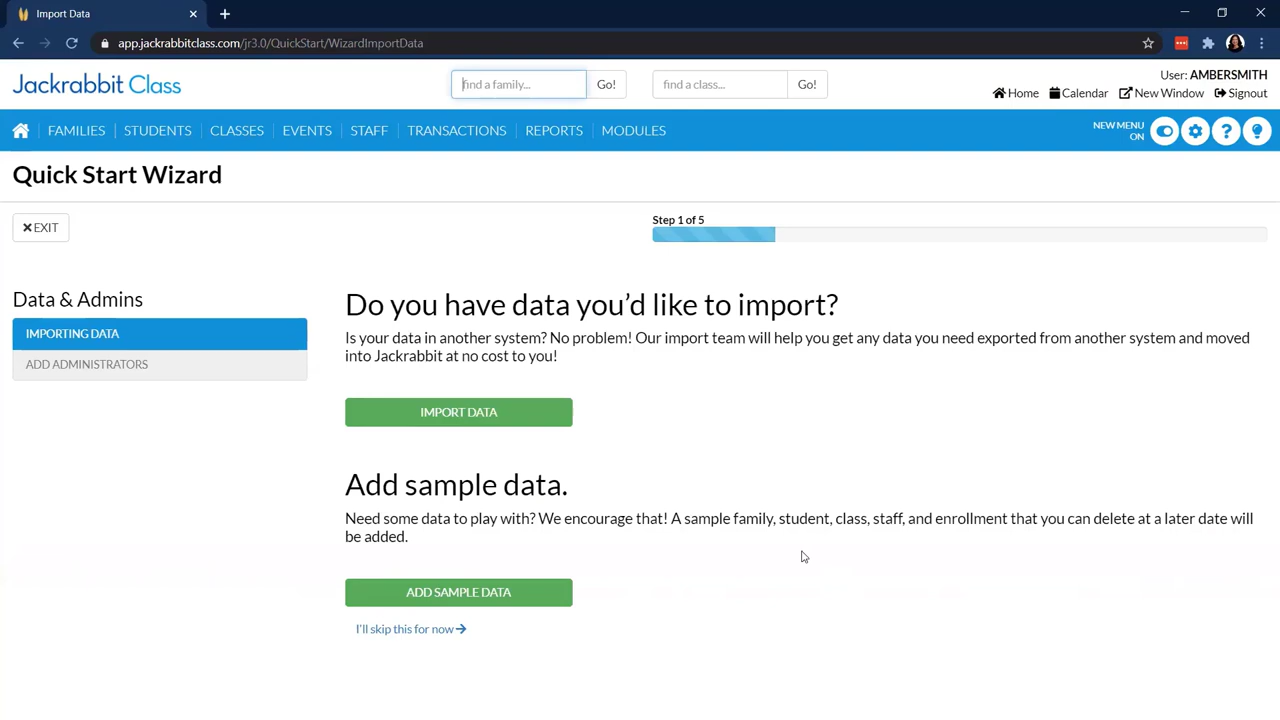 Import Data
app.jackrabbitclass.com/jr3.0/QuickStart/WizardImportData
Jackrabbit Class
find a family...
Go!
find a class...
Go!
User: AMBERSMITH
Home
Calendar
New Window
Signout
FAMILIES
STUDENTS
CLASSES
EVENTS
STAFF
TRANSACTIONS
REPORTS
MODULES
NEW MENU
ON
Quick Start Wizard
EXIT
Step 1 of 5
Data & Admins
IMPORTING DATA
ADD ADMINISTRATORS
Do you have data you’d like to import?
Is your data in another system? No problem! Our import team will help you get any data you need exported from another system and moved
into Jackrabbit at no cost to you!
IMPORT DATA
Add sample data.
Need some data to play with? We encourage that! A sample family, student, class, staff, and enrollment that you can delete at a later date will
be added.
ADD SAMPLE DATA
I'll skip this for now